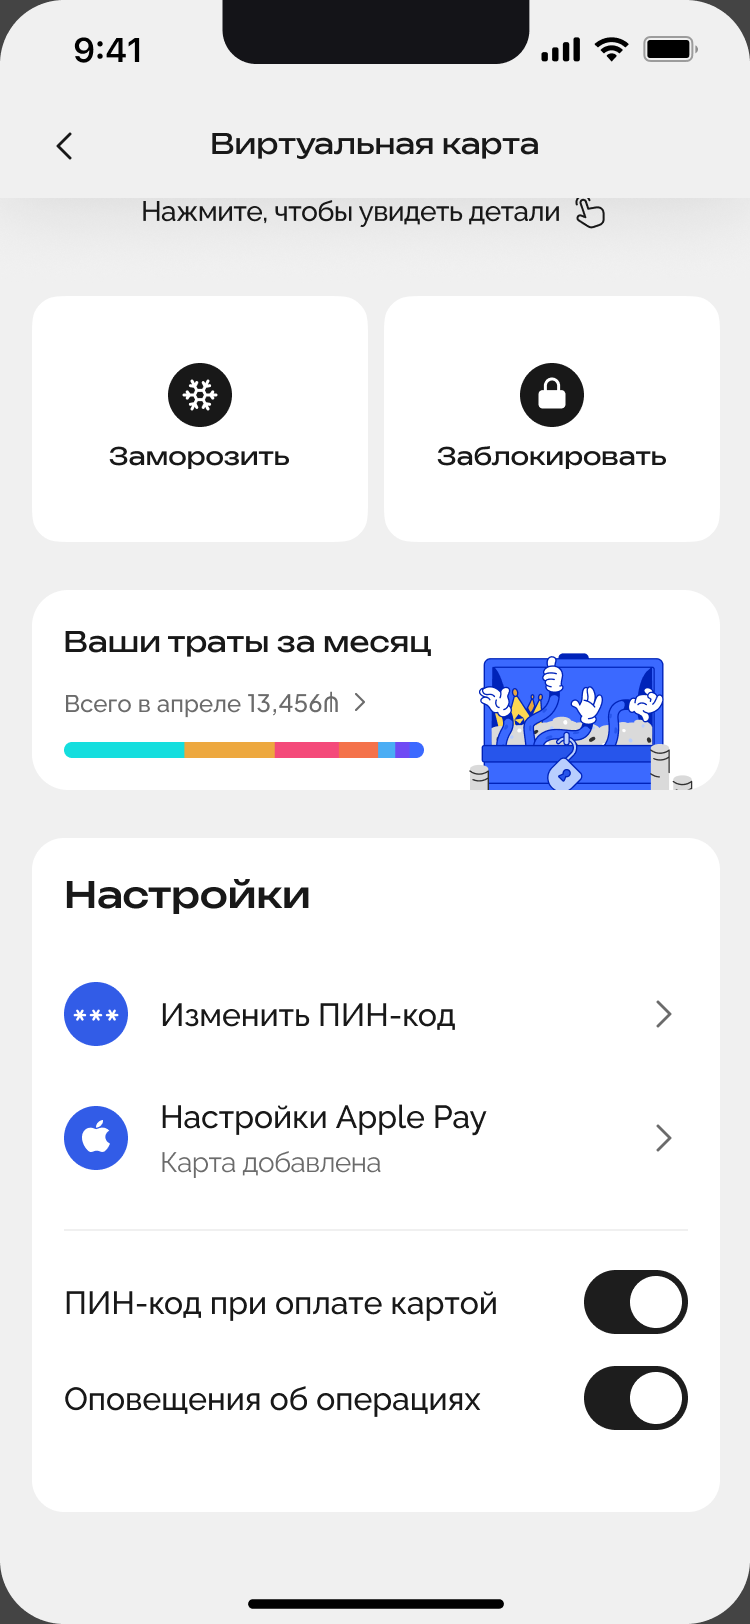 9:41
Виртуальная карта
Нажмите, чтобы увидеть детали
Заморозить
Заблокировать
Ваши траты за месяц
Всего в апреле 13,456₼
Настройки
***
Изменить ПИН-код
Настройки Apple Pay
Карта добавлена
ПИН-код при оплате картой
Оповещения об операциях